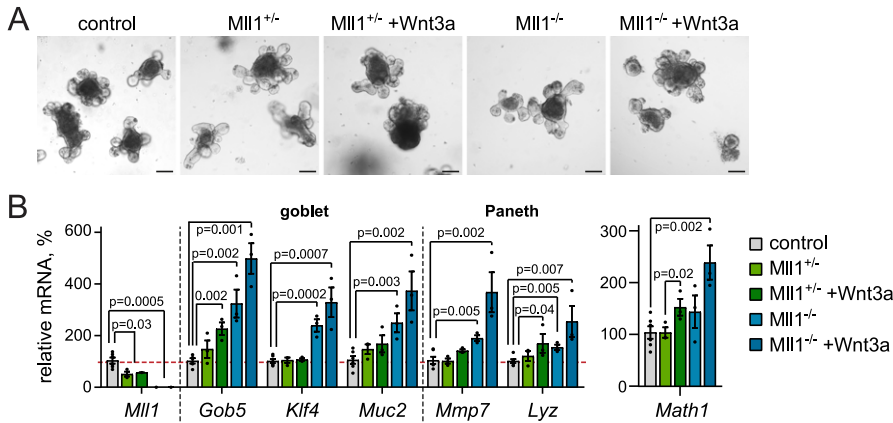 A
control
Mll1+/-
Mll1+/- +Wnt3a
Mll1-/-
Mll1-/- +Wnt3a
B
goblet
Paneth
relative mRNA, %
600
400
200
0
p=0.0005
p=0.03
p=0.001
p=0.002
0.002
p=0.0007
p=0.0002
p=0.002
p=0.003
p=0.002
p=0.005
p=0.007
p=0.005
p=0.04
Mll1
Gob5
Klf4
Muc2
Mmp7
Lyz
300
200
100
0
p=0.002
p=0.02
Math1
control
Mll1+/-
Mll1+/- +Wnt3a
Mll1-/-
Mll1-/- +Wnt3a